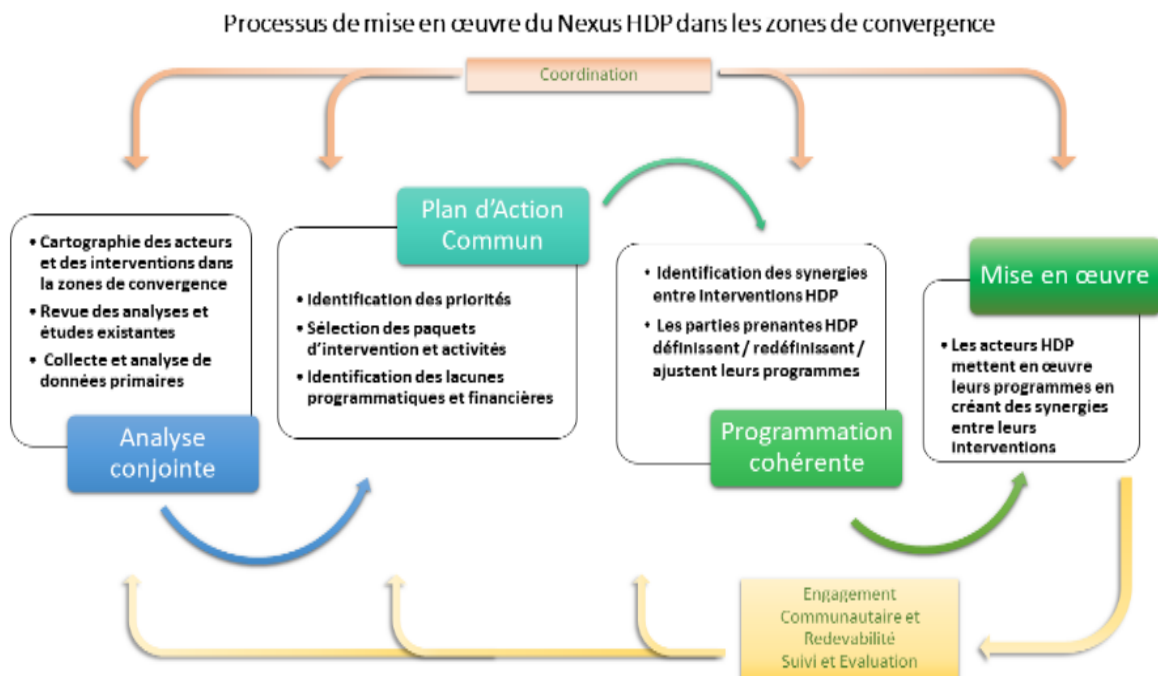 Processus de mise en œuvre du Nexus HDP dans les zones de convergence
Coordination
• Cartographie des acteurs
et des interventions dans
la zones de convergence
• Revue des analyses et
études existantes
• Collecte et analyse de
données primaires
Analyse
conjointe
Plan d'Action
Commun
• Identification des priorités
• Sélection des paquets
d'intervention et activités
• Identification des lacunes
programmatiques et financières
• Identification des synergies
entre interventions HDP
• Les parties prenantes HDP
définissent / redéfinissent /
ajustent leurs programmes
Programmation
cohérente
Mise en œuvre
• Les acteurs HDP
mettent en œuvre
leurs programmes en
créant des synergies
entre leurs
interventions
Engagement
Communautaire et
Redevabilité
Suivi et Evaluation